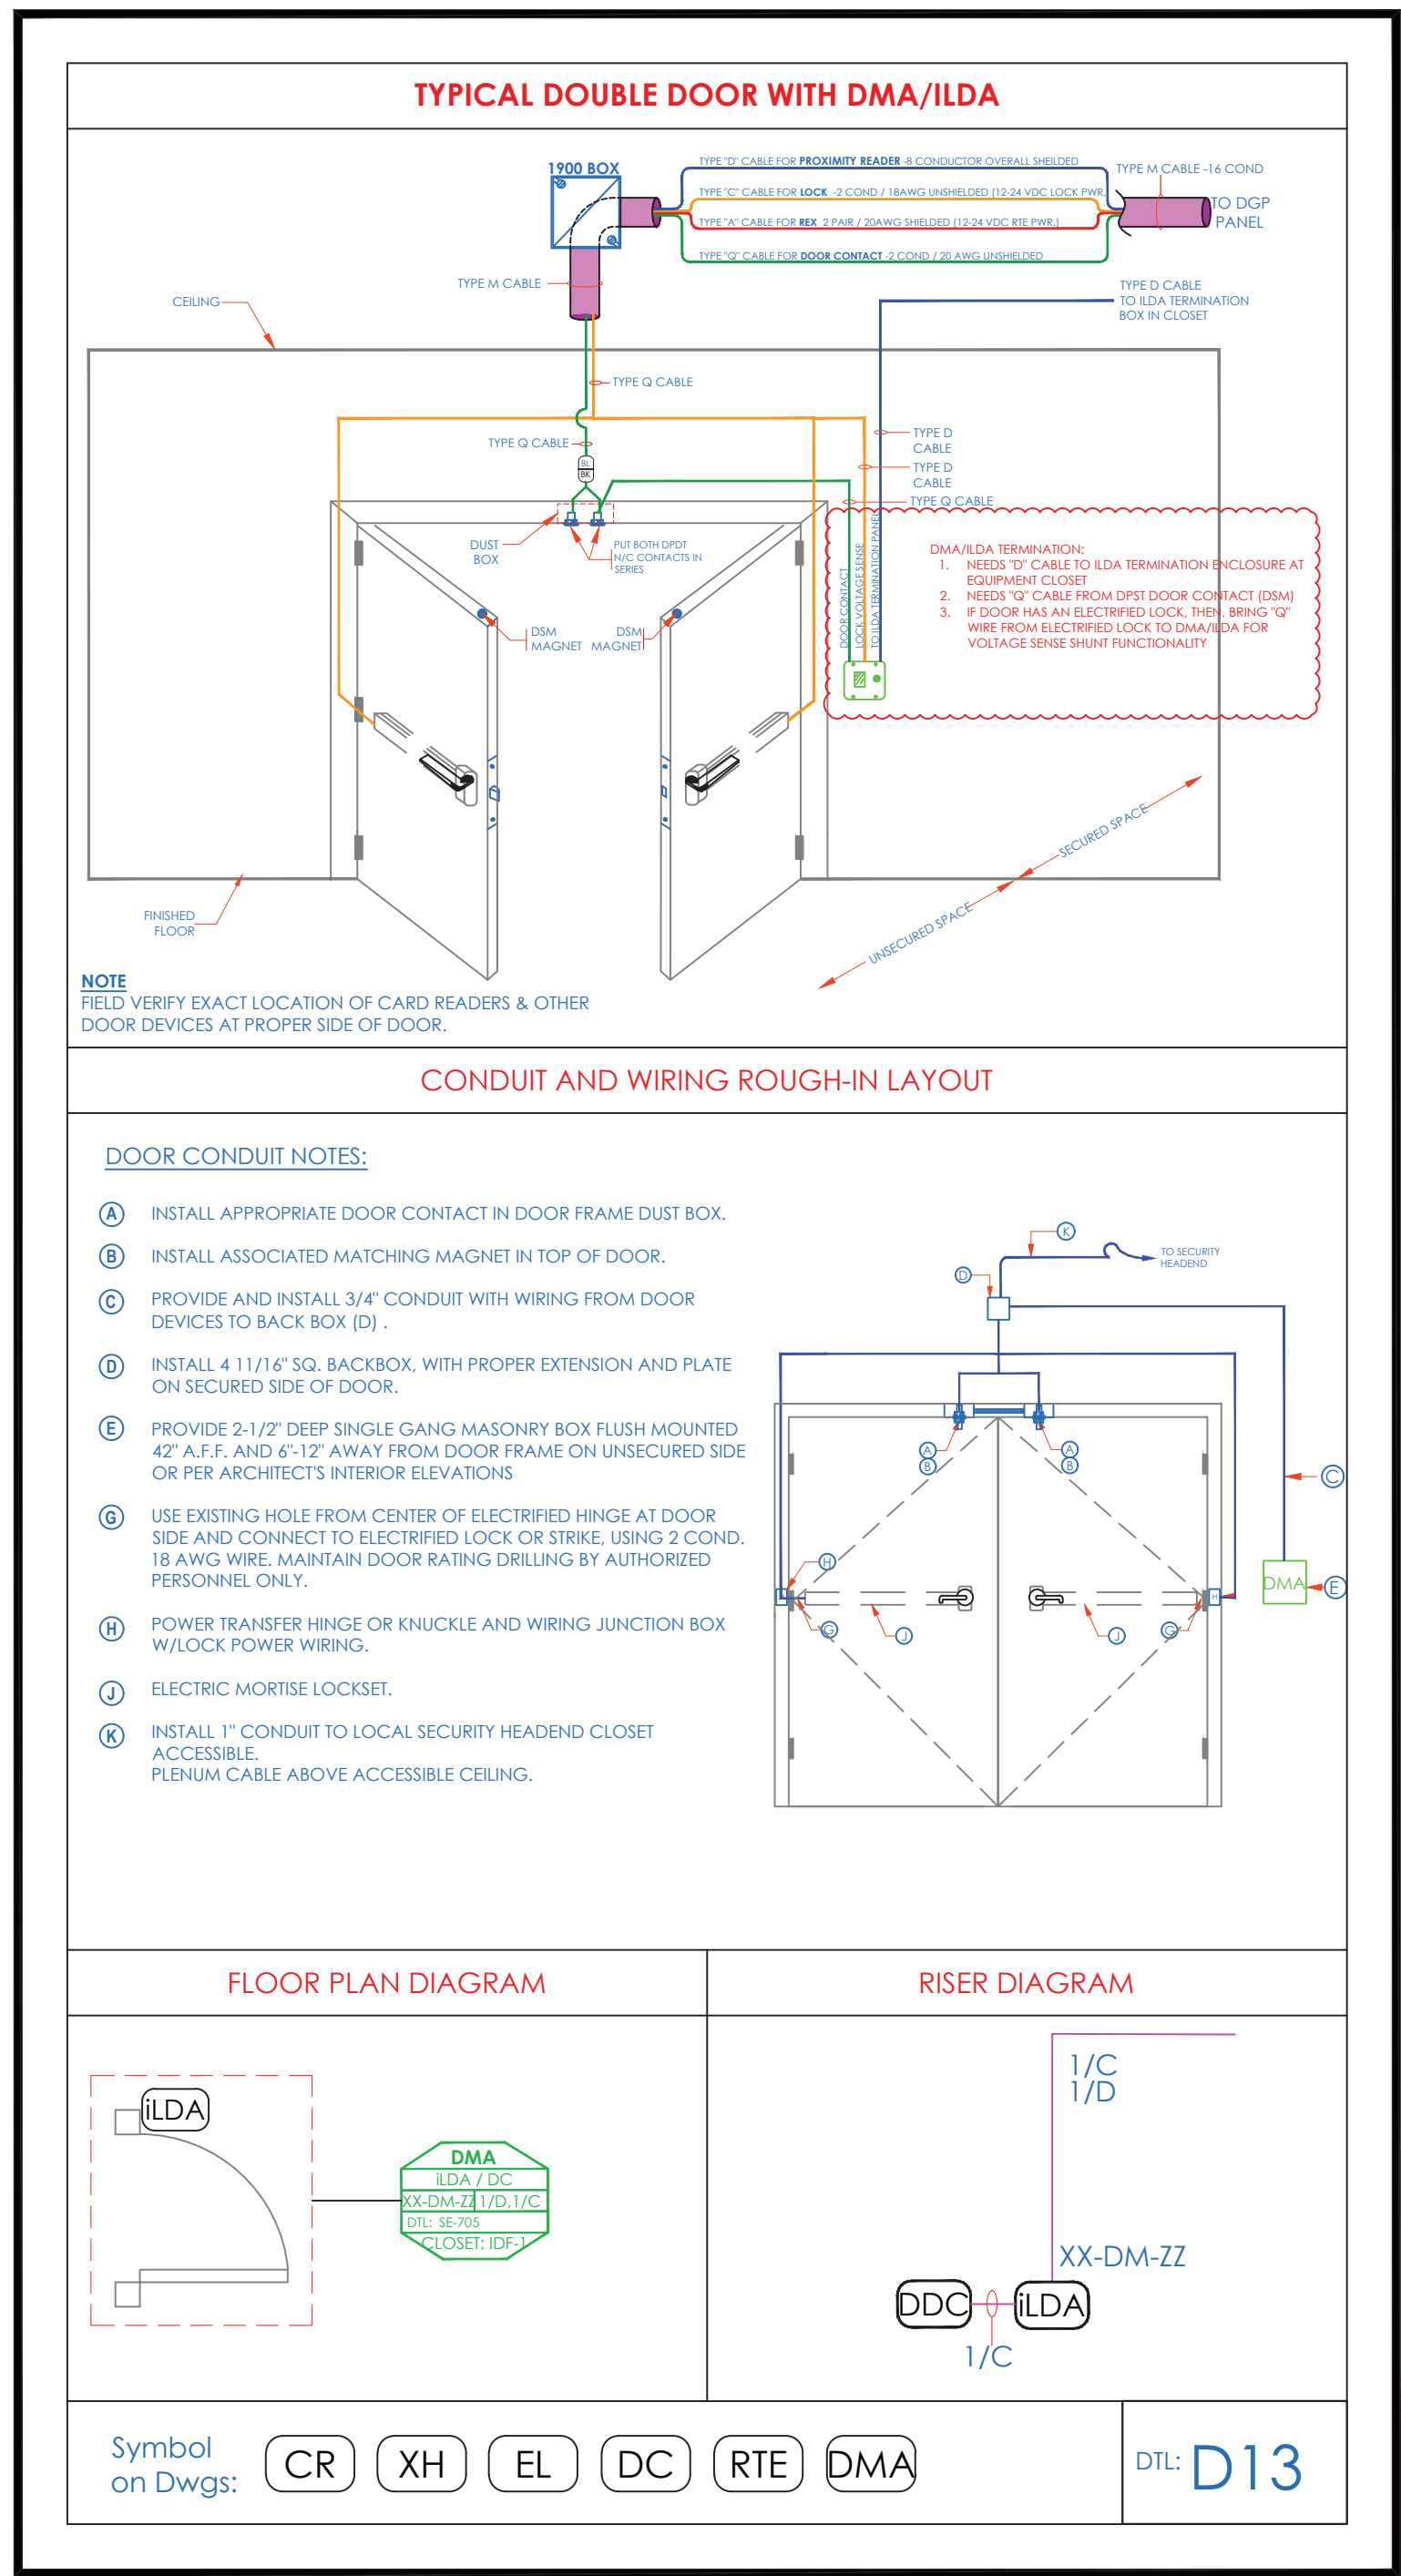 TYPICAL DOUBLE DOOR WITH DMA/ILDA
1900 BOX
TYPE "D" CABLE FOR PROXIMITY READER -8 CONDUCTOR OVERALL SHEILDED
TYPE M CABLE -16 COND
TYPE "C" CABLE FOR LOCK -2 COND / 18AWG UNSHIELDED (12-24 VDC LOCK PWR.
TO DGP
PANEL
TYPE "A" CABLE FOR REX 2 PAIR / 20AWG SHIELDED (12-24 VDC RTE PWR.)
TYPE "Q" CABLE FOR DOOR CONTACT -2 COND / 20 AWG UNSHIELDED
TYPE M CABLE
TYPE D CABLE
TO ILDA TERMINATION
BOX IN CLOSET
CEILING
TYPE Q CABLE
TYPE Q CABLE
TYPE D
CABLE
TYPE D
CABLE
TYPE Q CABLE
BL
BK
DUST
BOX
PUT BOTH DPDT
N/C CONTACTS IN
SERIES
DOOR CONTACT
LOCK VOLTAGE SENSE
TO ILDA TERMINATION PANEL
DMA/ILDA TERMINATION:
1. NEEDS "D" CABLE TO ILDA TERMINATION ENCLOSURE AT
EQUIPMENT CLOSET
2. NEEDS "Q" CABLE FROM DPST DOOR CONTACT (DSM)
3. IF DOOR HAS AN ELECTRIFIED LOCK, THEN, BRING "Q"
WIRE FROM ELECTRIFIED LOCK TO DMA/ILDA FOR
VOLTAGE SENSE SHUNT FUNCTIONALITY
DSM
MAGNET
DSM
MAGNET
SECURED SPACE
UNSECURED SPACE
FINISHED
FLOOR
NOTE
FIELD VERIFY EXACT LOCATION OF CARD READERS & OTHER
DOOR DEVICES AT PROPER SIDE OF DOOR.
CONDUIT AND WIRING ROUGH-IN LAYOUT
DOOR CONDUIT NOTES:
A INSTALL APPROPRIATE DOOR CONTACT IN DOOR FRAME DUST BOX.
B INSTALL ASSOCIATED MATCHING MAGNET IN TOP OF DOOR.
C PROVIDE AND INSTALL 3/4" CONDUIT WITH WIRING FROM DOOR
DEVICES TO BACK BOX (D) .
D INSTALL 4 11/16" SQ. BACKBOX, WITH PROPER EXTENSION AND PLATE
ON SECURED SIDE OF DOOR.
E PROVIDE 2-1/2" DEEP SINGLE GANG MASONRY BOX FLUSH MOUNTED
42" A.F.F. AND 6"-12" AWAY FROM DOOR FRAME ON UNSECURED SIDE
OR PER ARCHITECT'S INTERIOR ELEVATIONS
G USE EXISTING HOLE FROM CENTER OF ELECTRIFIED HINGE AT DOOR
SIDE AND CONNECT TO ELECTRIFIED LOCK OR STRIKE, USING 2 COND.
18 AWG WIRE. MAINTAIN DOOR RATING DRILLING BY AUTHORIZED
PERSONNEL ONLY.
H POWER TRANSFER HINGE OR KNUCKLE AND WIRING JUNCTION BOX
W/LOCK POWER WIRING.
J ELECTRIC MORTISE LOCKSET.
K INSTALL 1" CONDUIT TO LOCAL SECURITY HEADEND CLOSET
ACCESSIBLE.
PLENUM CABLE ABOVE ACCESSIBLE CEILING.
K
TO SECURITY
HEADEND
D
A
B
A
B
C
H
H
DMA
E
G
J
J
G
FLOOR PLAN DIAGRAM
RISER DIAGRAM
iLDA
DMA
iLDA / DC
XX-DM-ZZ 1/D,1/C
DTL: SE-705
CLOSET: IDF-1
1/C
1/D
XX-DM-ZZ
DDC
iLDA
1/C
Symbol
on Dwgs:
CR XH EL DC RTE DMA
DTL: D13